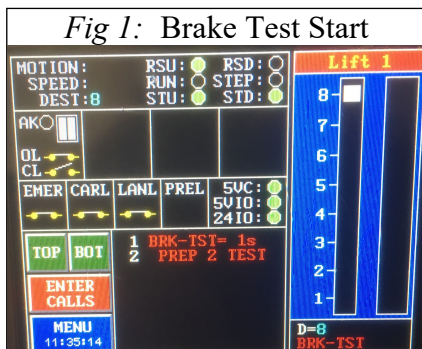 Fig 1: Brake Test Start
MOTION: RSU: RSD:
SPEED: RUN: STEP:
DEST:8 STU: STD:
AK
OL
CL
EMER CARL LANL PREL 5VC:
5VIO:
24IO:
TOP BOT
1 BRK-TST= 1s
2 PREP 2 TEST
ENTER
CALLS
MENU
11:35:14
Lift 1
8
7
6
5
4
3
2
1
D=8
BRK-TST